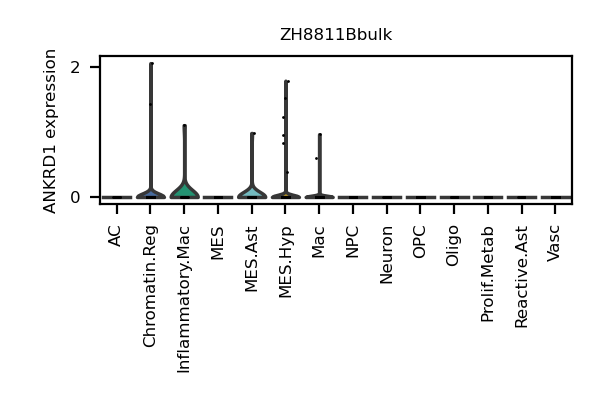 ZH8811Bbulk
ANKRD1 expression
2
0
AC
Chromatin.Reg
Inflammatory.Mac
MES
MES.Ast
MES.Hyp
Mac
NPC
Neuron
OPC
Oligo
Prolif.Metab
Reactive.Ast
Vasc